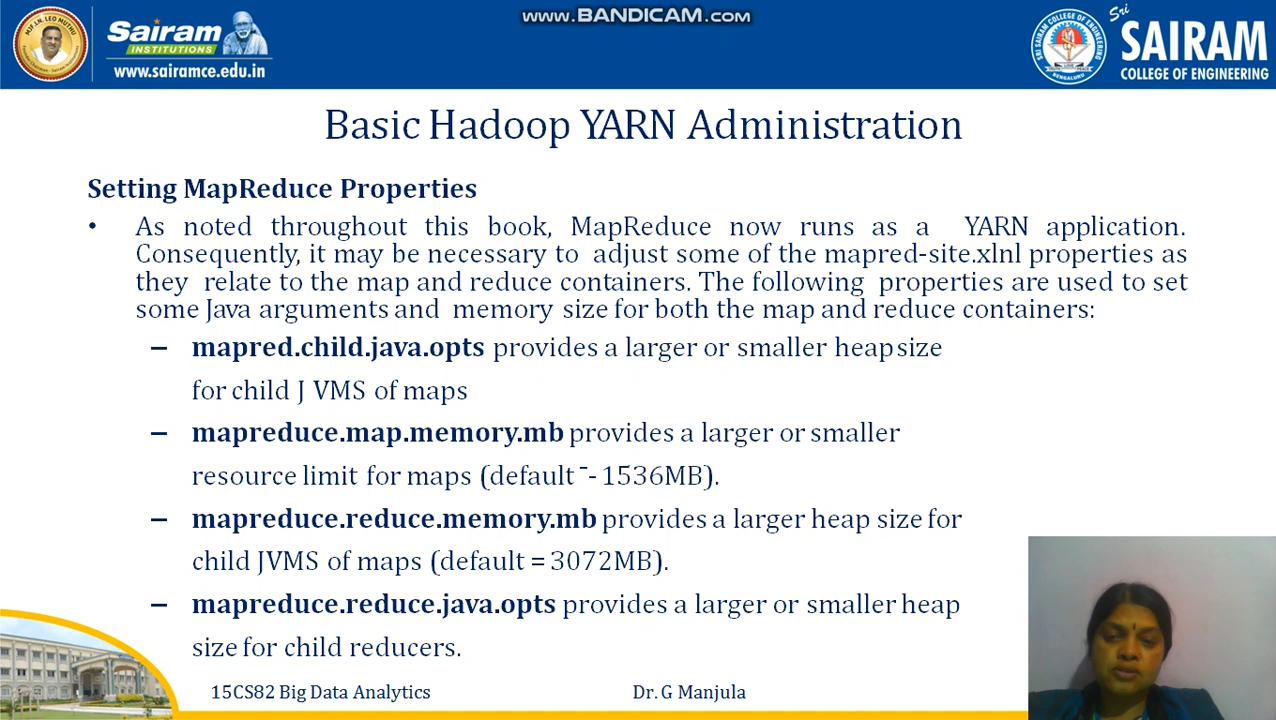 www.BANDICAM.com
MJF. LN. LEO MUTHU
Sairam
INSTITUTIONS
www.sairamce.edu.in
Sri
SAIRAM
COLLEGE OF ENGINEERING
Basic Hadoop YARN Administration
Setting MapReduce Properties
• As noted throughout this book, MapReduce now runs as a YARN application.
Consequently, it may be necessary to adjust some of the mapred-site.xlnl properties as
they relate to the map and reduce containers. The following properties are used to set
some Java arguments and memory size for both the map and reduce containers:
– mapred.child.java.opts provides a larger or smaller heap size
for child J VMS of maps
– mapreduce.map.memory.mb provides a larger or smaller
resource limit for maps (default ¯- 1536MB).
– mapreduce.reduce.memory.mb provides a larger heap size for
child JVMS of maps (default = 3072MB).
– mapreduce.reduce.java.opts provides a larger or smaller heap
size for child reducers.
15CS82 Big Data Analytics
Dr. G Manjula